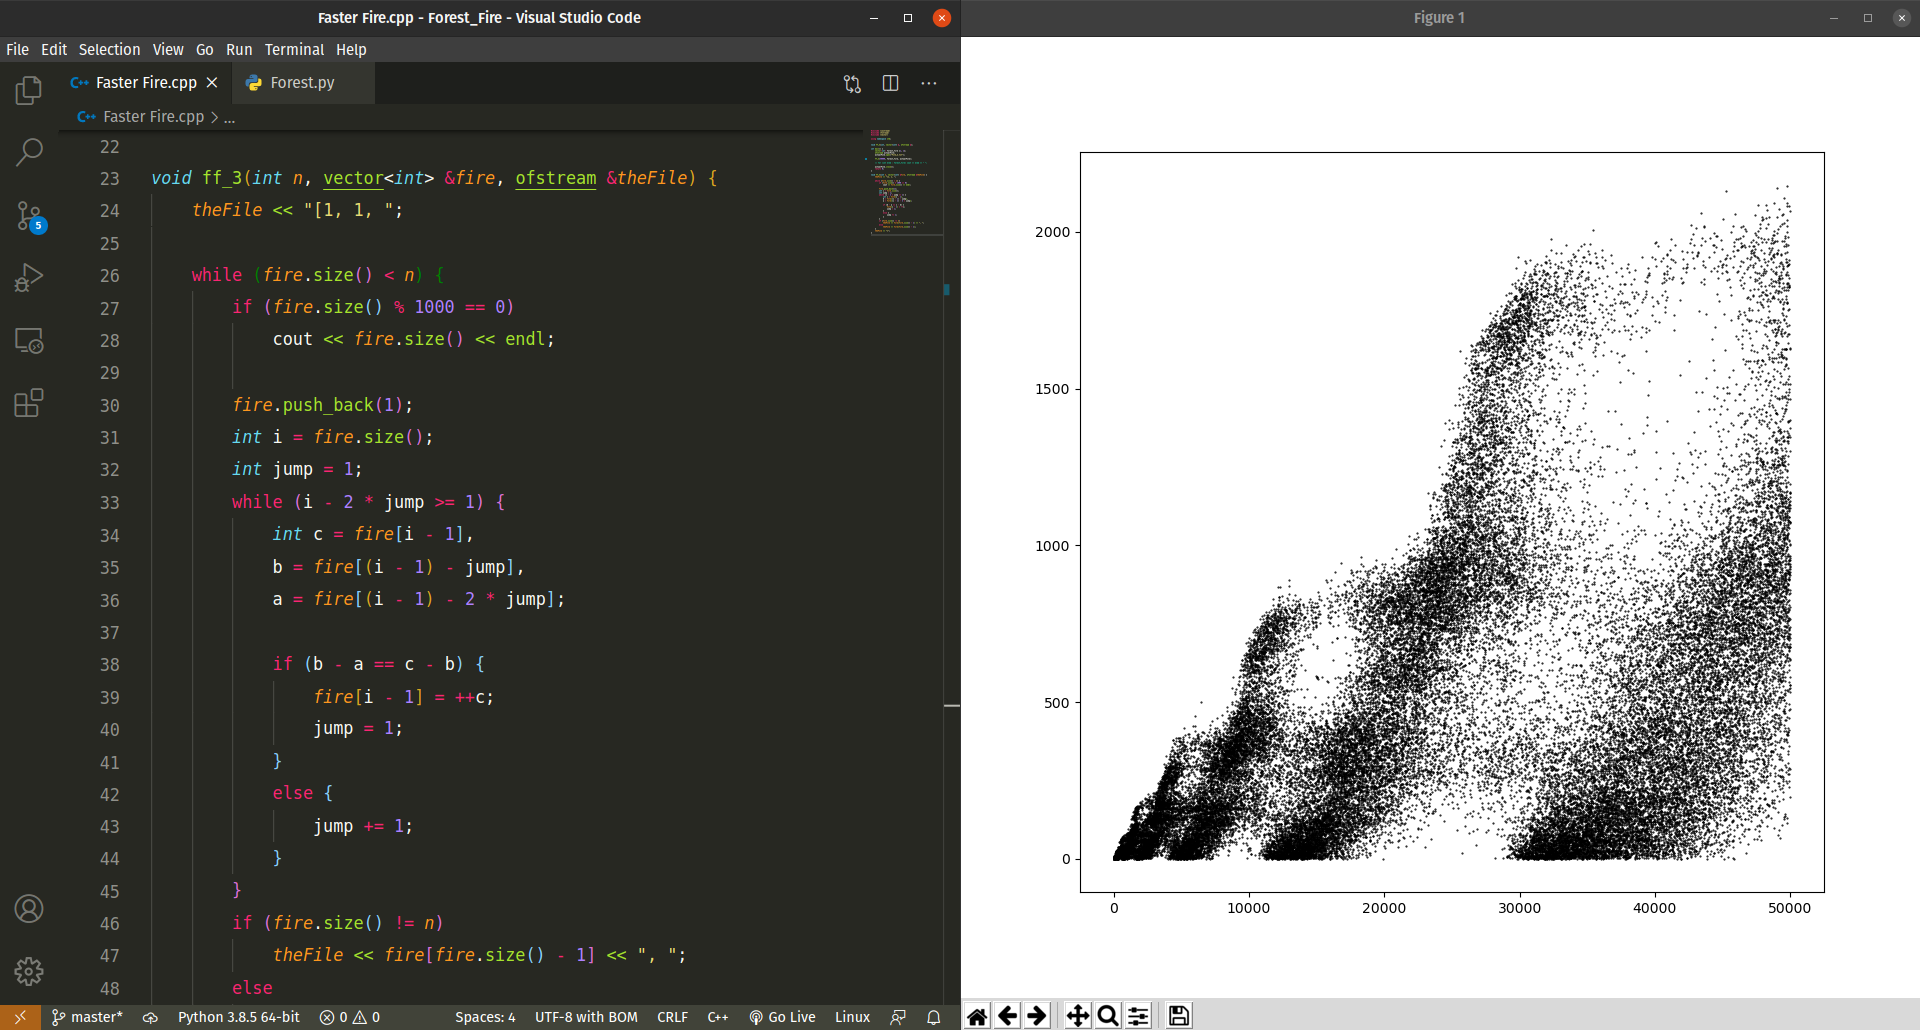 Faster Fire.cpp - Forest_Fire - Visual Studio Code
File Edit Selection View Go Run Terminal Help
Faster Fire.cpp
Forest.py
Faster Fire.cpp > ...
22
23 void ff_3(int n, vector<int> &fire, ofstream &theFile) {
24 theFile << "[1, 1, ";
25
26 while (fire.size() < n) {
27 if (fire.size() % 1000 == 0)
28 cout << fire.size() << endl;
29
30 fire.push_back(1);
31 int i = fire.size();
32 int jump = 1;
33 while (i - 2 * jump >= 1) {
34 int c = fire[i - 1],
35 b = fire[(i - 1) - jump],
36 a = fire[(i - 1) - 2 * jump];
37
38 if (b - a == c - b) {
39 fire[i - 1] = ++c;
40 jump = 1;
41 }
42 else {
43 jump += 1;
44 }
45 }
46 if (fire.size() != n)
47 theFile << fire[fire.size() - 1] << ", ";
48 else
5
master* Python 3.8.5 64-bit 0 0 Spaces: 4 UTF-8 with BOM CRLF C++ Go Live Linux
Figure 1
2000
1500
1000
500
0
0 10000 20000 30000 40000 50000